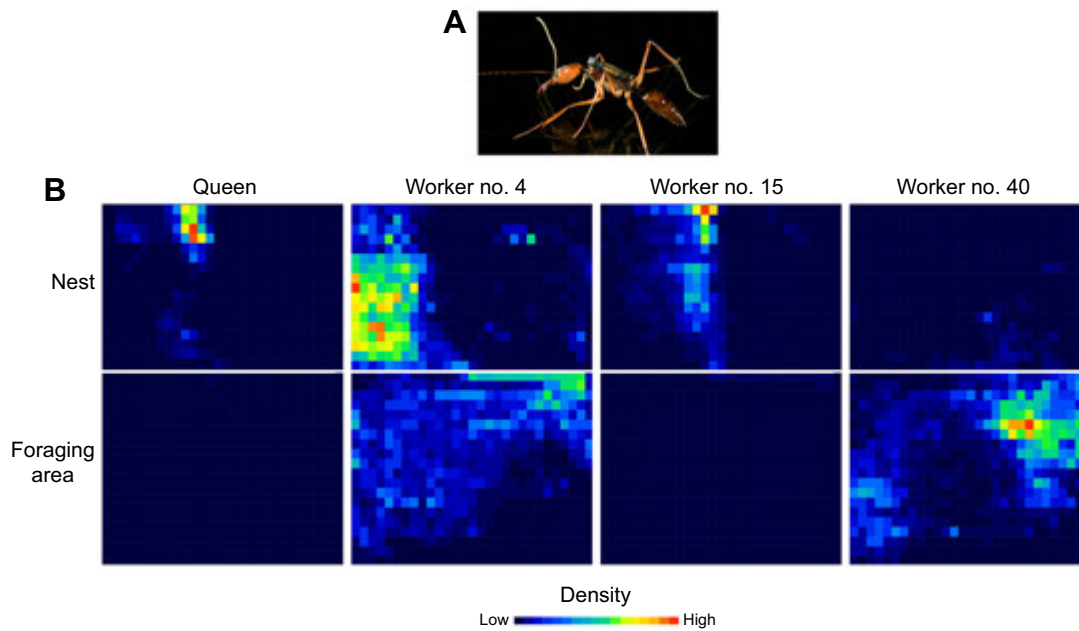 A
B
Queen
Worker no. 4
Worker no. 15
Worker no. 40
Nest
Foraging
area
Density
Low
High